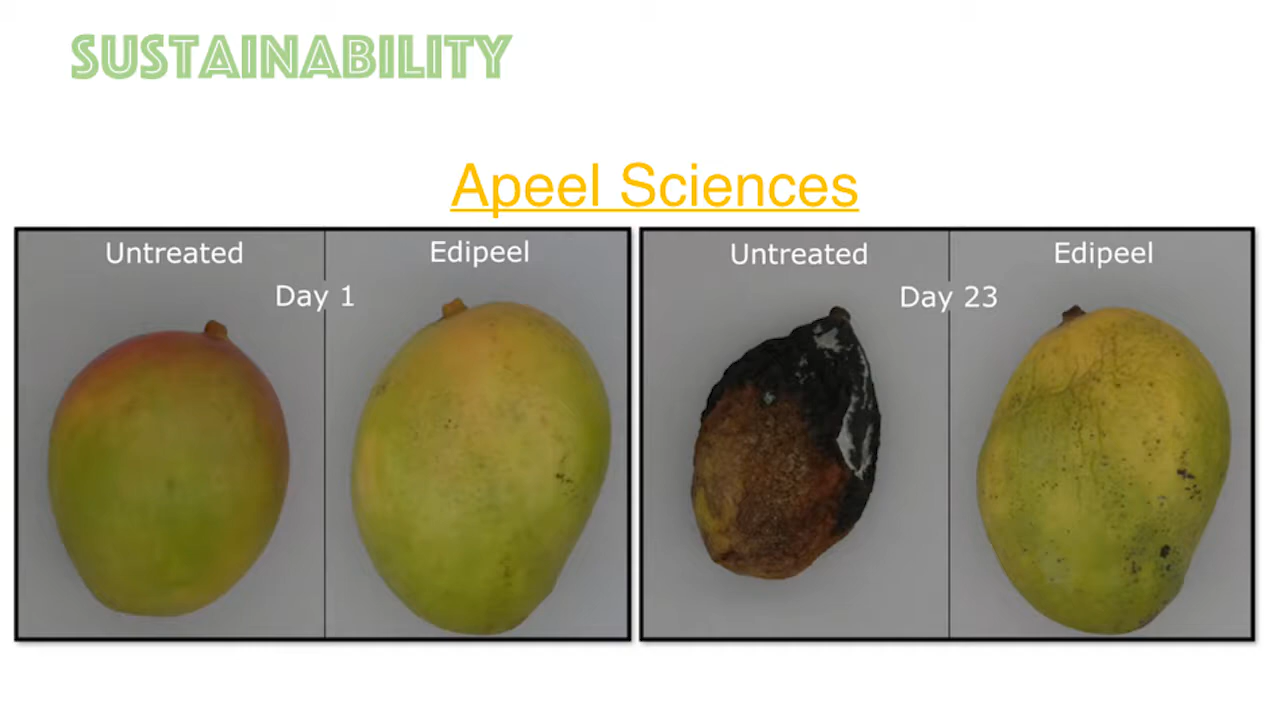 SUSTAINABILITY
Apeel Sciences
Untreated
Edipeel
Day 1
Untreated
Edipeel
Day 23